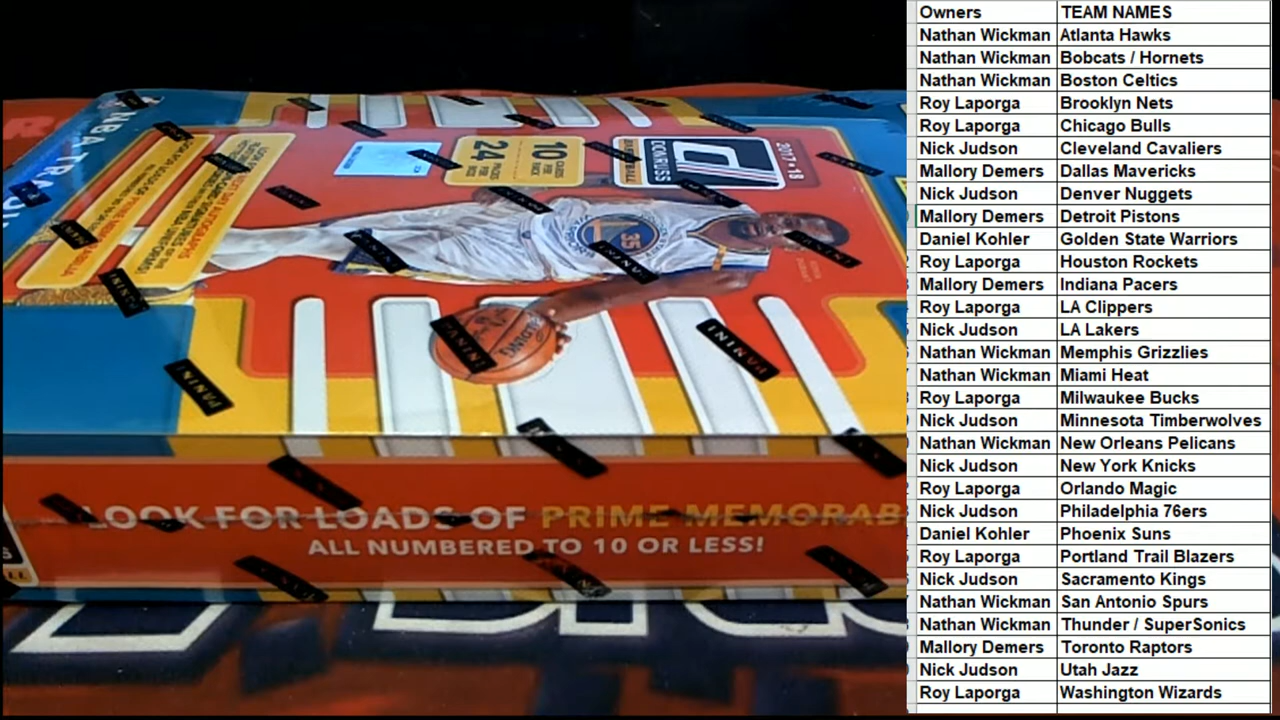 LOOK FOR LOADS OF PRIME MEMORAB
ALL NUMBERED TO 10 OR LESS!
2017-18
DONRUSS
10
24
35
SPALDING
PANINI
PANINI
PANINI
PANINI
Owners TEAM NAMES
Nathan Wickman Atlanta Hawks
Nathan Wickman Bobcats / Hornets
Nathan Wickman Boston Celtics
Roy Laporga Brooklyn Nets
Roy Laporga Chicago Bulls
Nick Judson Cleveland Cavaliers
Mallory Demers Dallas Mavericks
Nick Judson Denver Nuggets
Mallory Demers Detroit Pistons
Daniel Kohler Golden State Warriors
Roy Laporga Houston Rockets
Mallory Demers Indiana Pacers
Roy Laporga LA Clippers
Nick Judson LA Lakers
Nathan Wickman Memphis Grizzlies
Nathan Wickman Miami Heat
Roy Laporga Milwaukee Bucks
Nick Judson Minnesota Timberwolves
Nathan Wickman New Orleans Pelicans
Nick Judson New York Knicks
Roy Laporga Orlando Magic
Nick Judson Philadelphia 76ers
Daniel Kohler Phoenix Suns
Roy Laporga Portland Trail Blazers
Nick Judson Sacramento Kings
Nathan Wickman San Antonio Spurs
Nathan Wickman Thunder / SuperSonics
Mallory Demers Toronto Raptors
Nick Judson Utah Jazz
Roy Laporga Washington Wizards